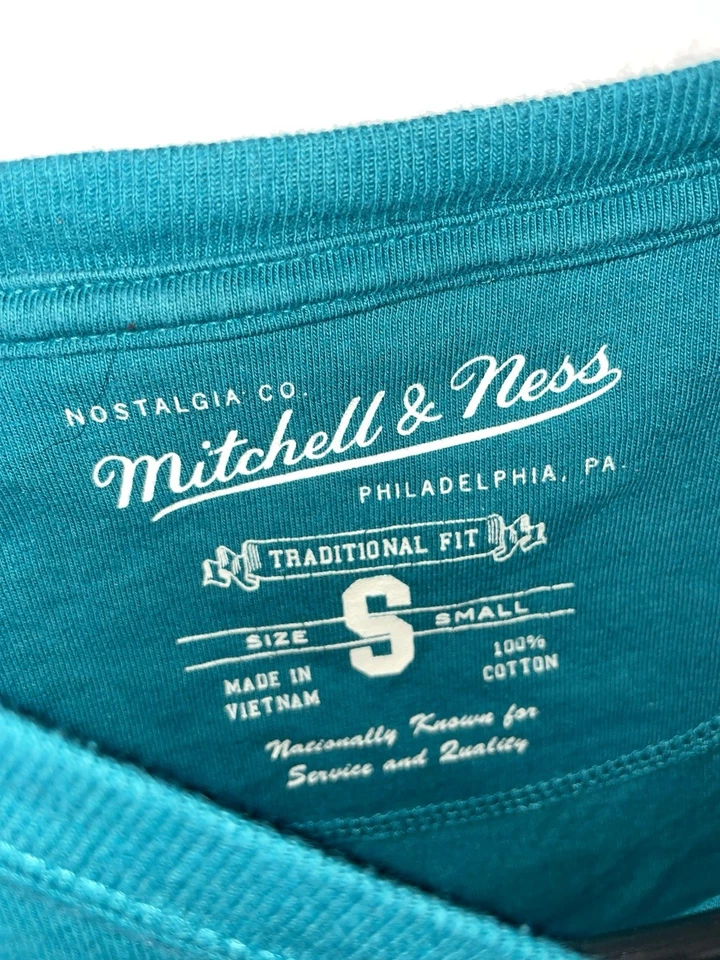 NOSTALGIA CO.
Mitchell & Ness
PHILADELPHIA, PA.
TRADITIONAL FIT
SIZE S SMALL
MADE IN
VIETNAM
100%
COTTON
Nationally Known for
Service and Quality